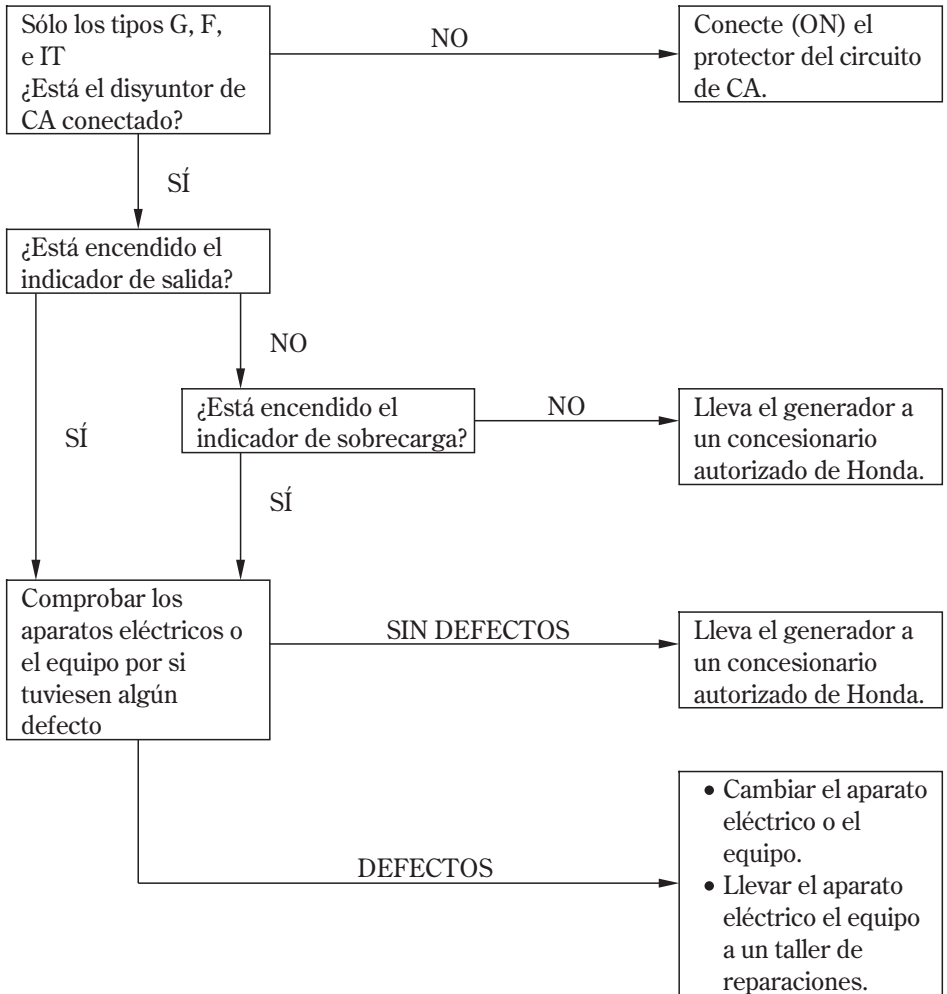 Sólo los tipos G, F,
e IT
¿Está el disyuntor de
CA conectado?
NO
Conecte (ON) el
protector del circuito
de CA.
SÍ
¿Está encendido el
indicador de salida?
NO
SÍ
¿Está encendido el
indicador de sobrecarga?
NO
Lleva el generador a
un concesionario
autorizado de Honda.
SÍ
Comprobar los
aparatos eléctricos o
el equipo por si
tuviesen algún
defecto
SIN DEFECTOS
Lleva el generador a
un concesionario
autorizado de Honda.
DEFECTOS
• Cambiar el aparato
eléctrico o el
equipo.
• Llevar el aparato
eléctrico el equipo
a un taller de
reparaciones.